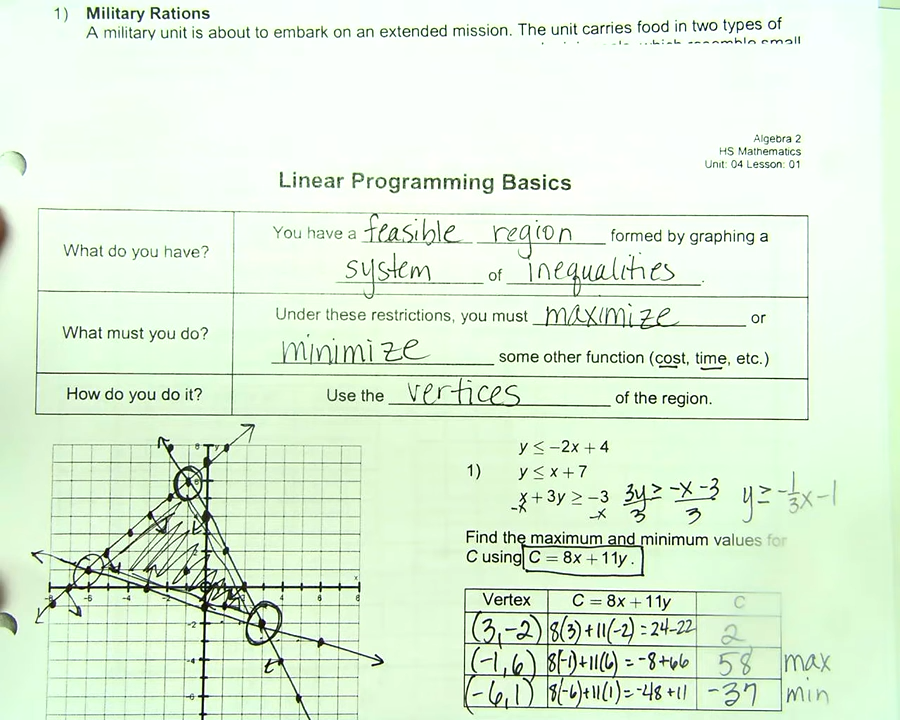 1) Military Rations
A military unit is about to embark on an extended mission. The unit carries food in two types of
Algebra 2
HS Mathematics
Unit: 04 Lesson: 01
Linear Programming Basics
What do you have?
You have a feasible region formed by graphing a
system of inequalities.
What must you do?
Under these restrictions, you must maximize or
minimize some other function (cost, time, etc.)
How do you do it?
Use the vertices of the region.
y ≤ −2x + 4
1) y ≤ x + 7
x + 3y ≥ −3 3y ≥ -x -3 y ≥ -1/3x -1
-x -x 3 3
Find the maximum and minimum values for
C using C = 8x + 11y.
Vertex C = 8x + 11y C
(3,-2) 8(3)+11(-2) = 24-22 2
(-1,6) 8(-1)+11(6) = -8+66 58 max
(-6,1) 8(-6)+11(1) = -48+11 -37 min